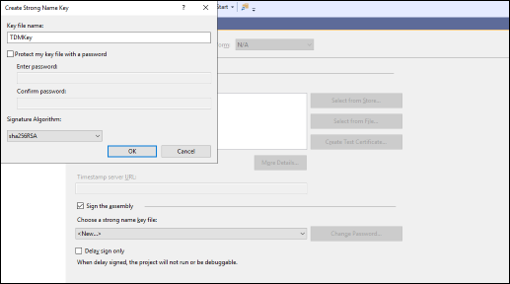 Create Strong Name Key
Start
Key file name:
TDMKey
Protect my key file with a password
Enter password:
Confirm password:
Signature Algorithm:
sha256RSA
OK
Cancel
N/A
Select from Store...
Select from File...
Create Test Certificate...
More Details...
Timestamp server URL:
Sign the assembly
Choose a strong name key file:
<New...>
Change Password...
Delay sign only
When delay signed, the project will not run or be debuggable.